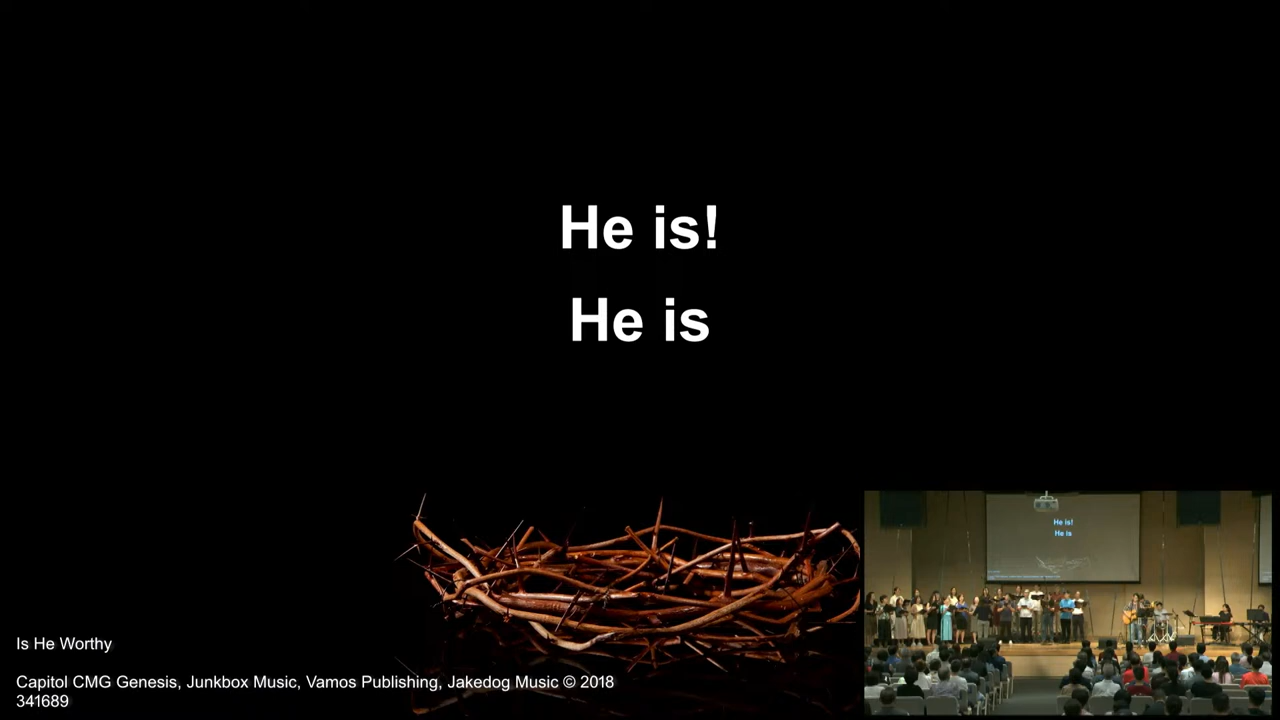 He is!
He is
Is He Worthy
Capitol CMG Genesis, Junkbox Music, Vamos Publishing, Jakedog Music © 2018
341689
He is!
He is